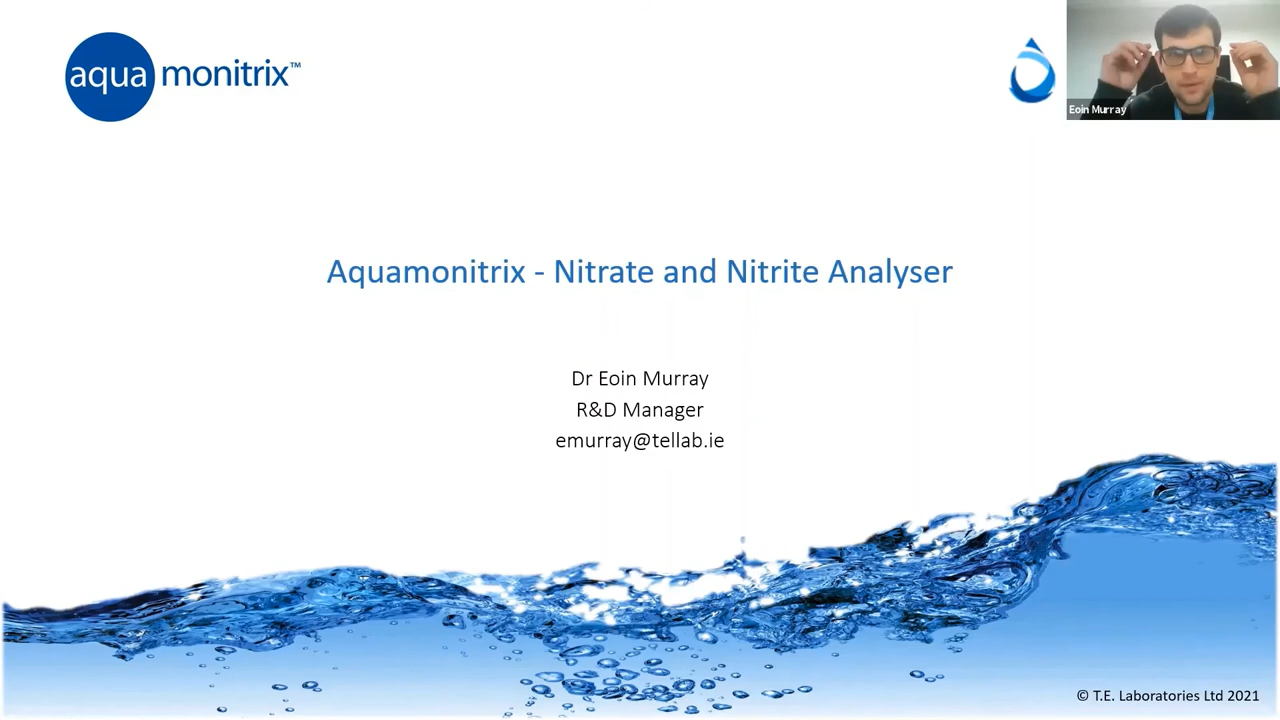 aqua monitrix™
Eoin Murray
Aquamonitrix - Nitrate and Nitrite Analyser
Dr Eoin Murray
R&D Manager
emurray@tellab.ie
© T.E. Laboratories Ltd 2021